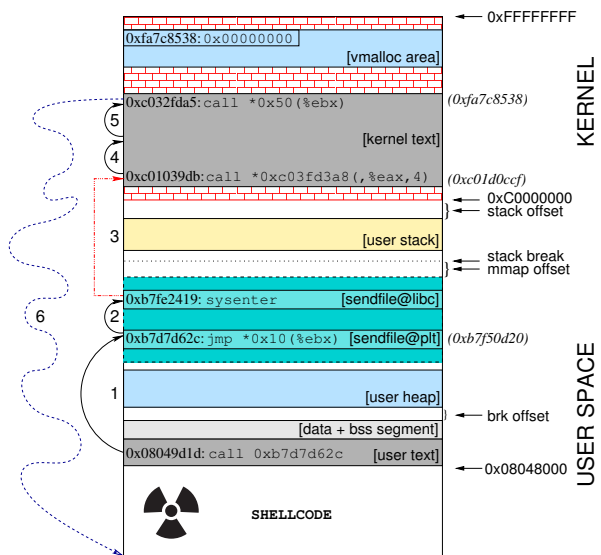 0xFFFFFFFF
0xfa7c8538: 0x00000000
[vmalloc area]
0xc032fda5: call *0x50(%ebx)
(0xfa7c8538)
5
[kernel text]
4
0xc01039db: call *0xc03fd3a8(,%eax,4)
(0xc01d0ccf)
KERNEL
0xC0000000
stack offset
3
[user stack]
stack break
mmap offset
0xb7fe2419: sysenter [sendfile@libc]
6
2
0xb7d7d62c: jmp *0x10(%ebx) [sendfile@plt]
(0xb7f50d20)
1
[user heap]
brk offset
[data + bss segment]
0x08049d1d: call 0xb7d7d62c [user text]
0x08048000
USER SPACE
SHELLCODE